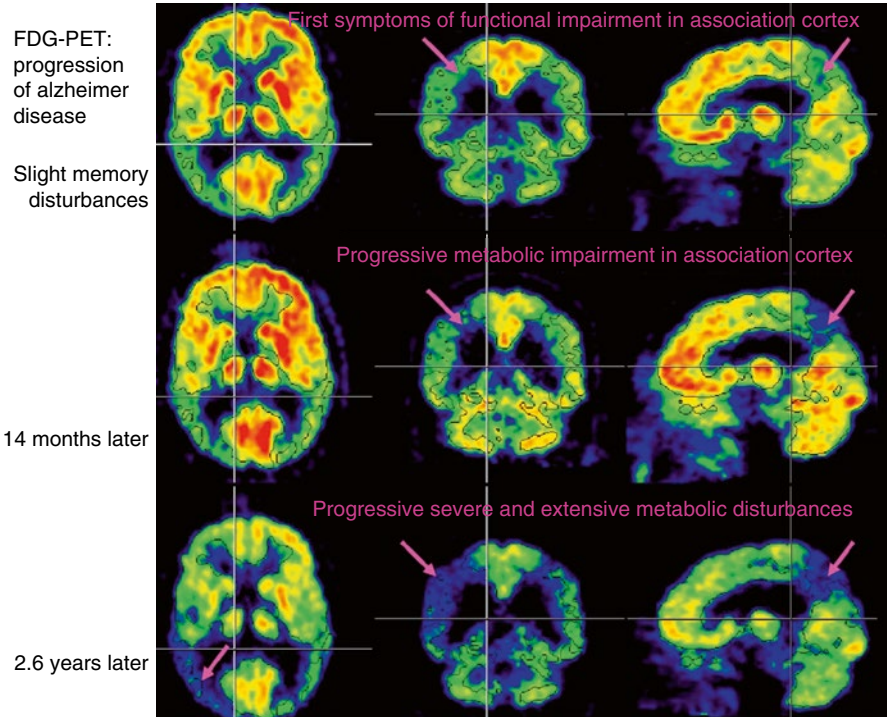 FDG-PET:
progression
of alzheimer
disease
First symptoms of functional impairment in association cortex
Slight memory
disturbances
Progressive metabolic impairment in association cortex
14 months later
Progressive severe and extensive metabolic disturbances
2.6 years later